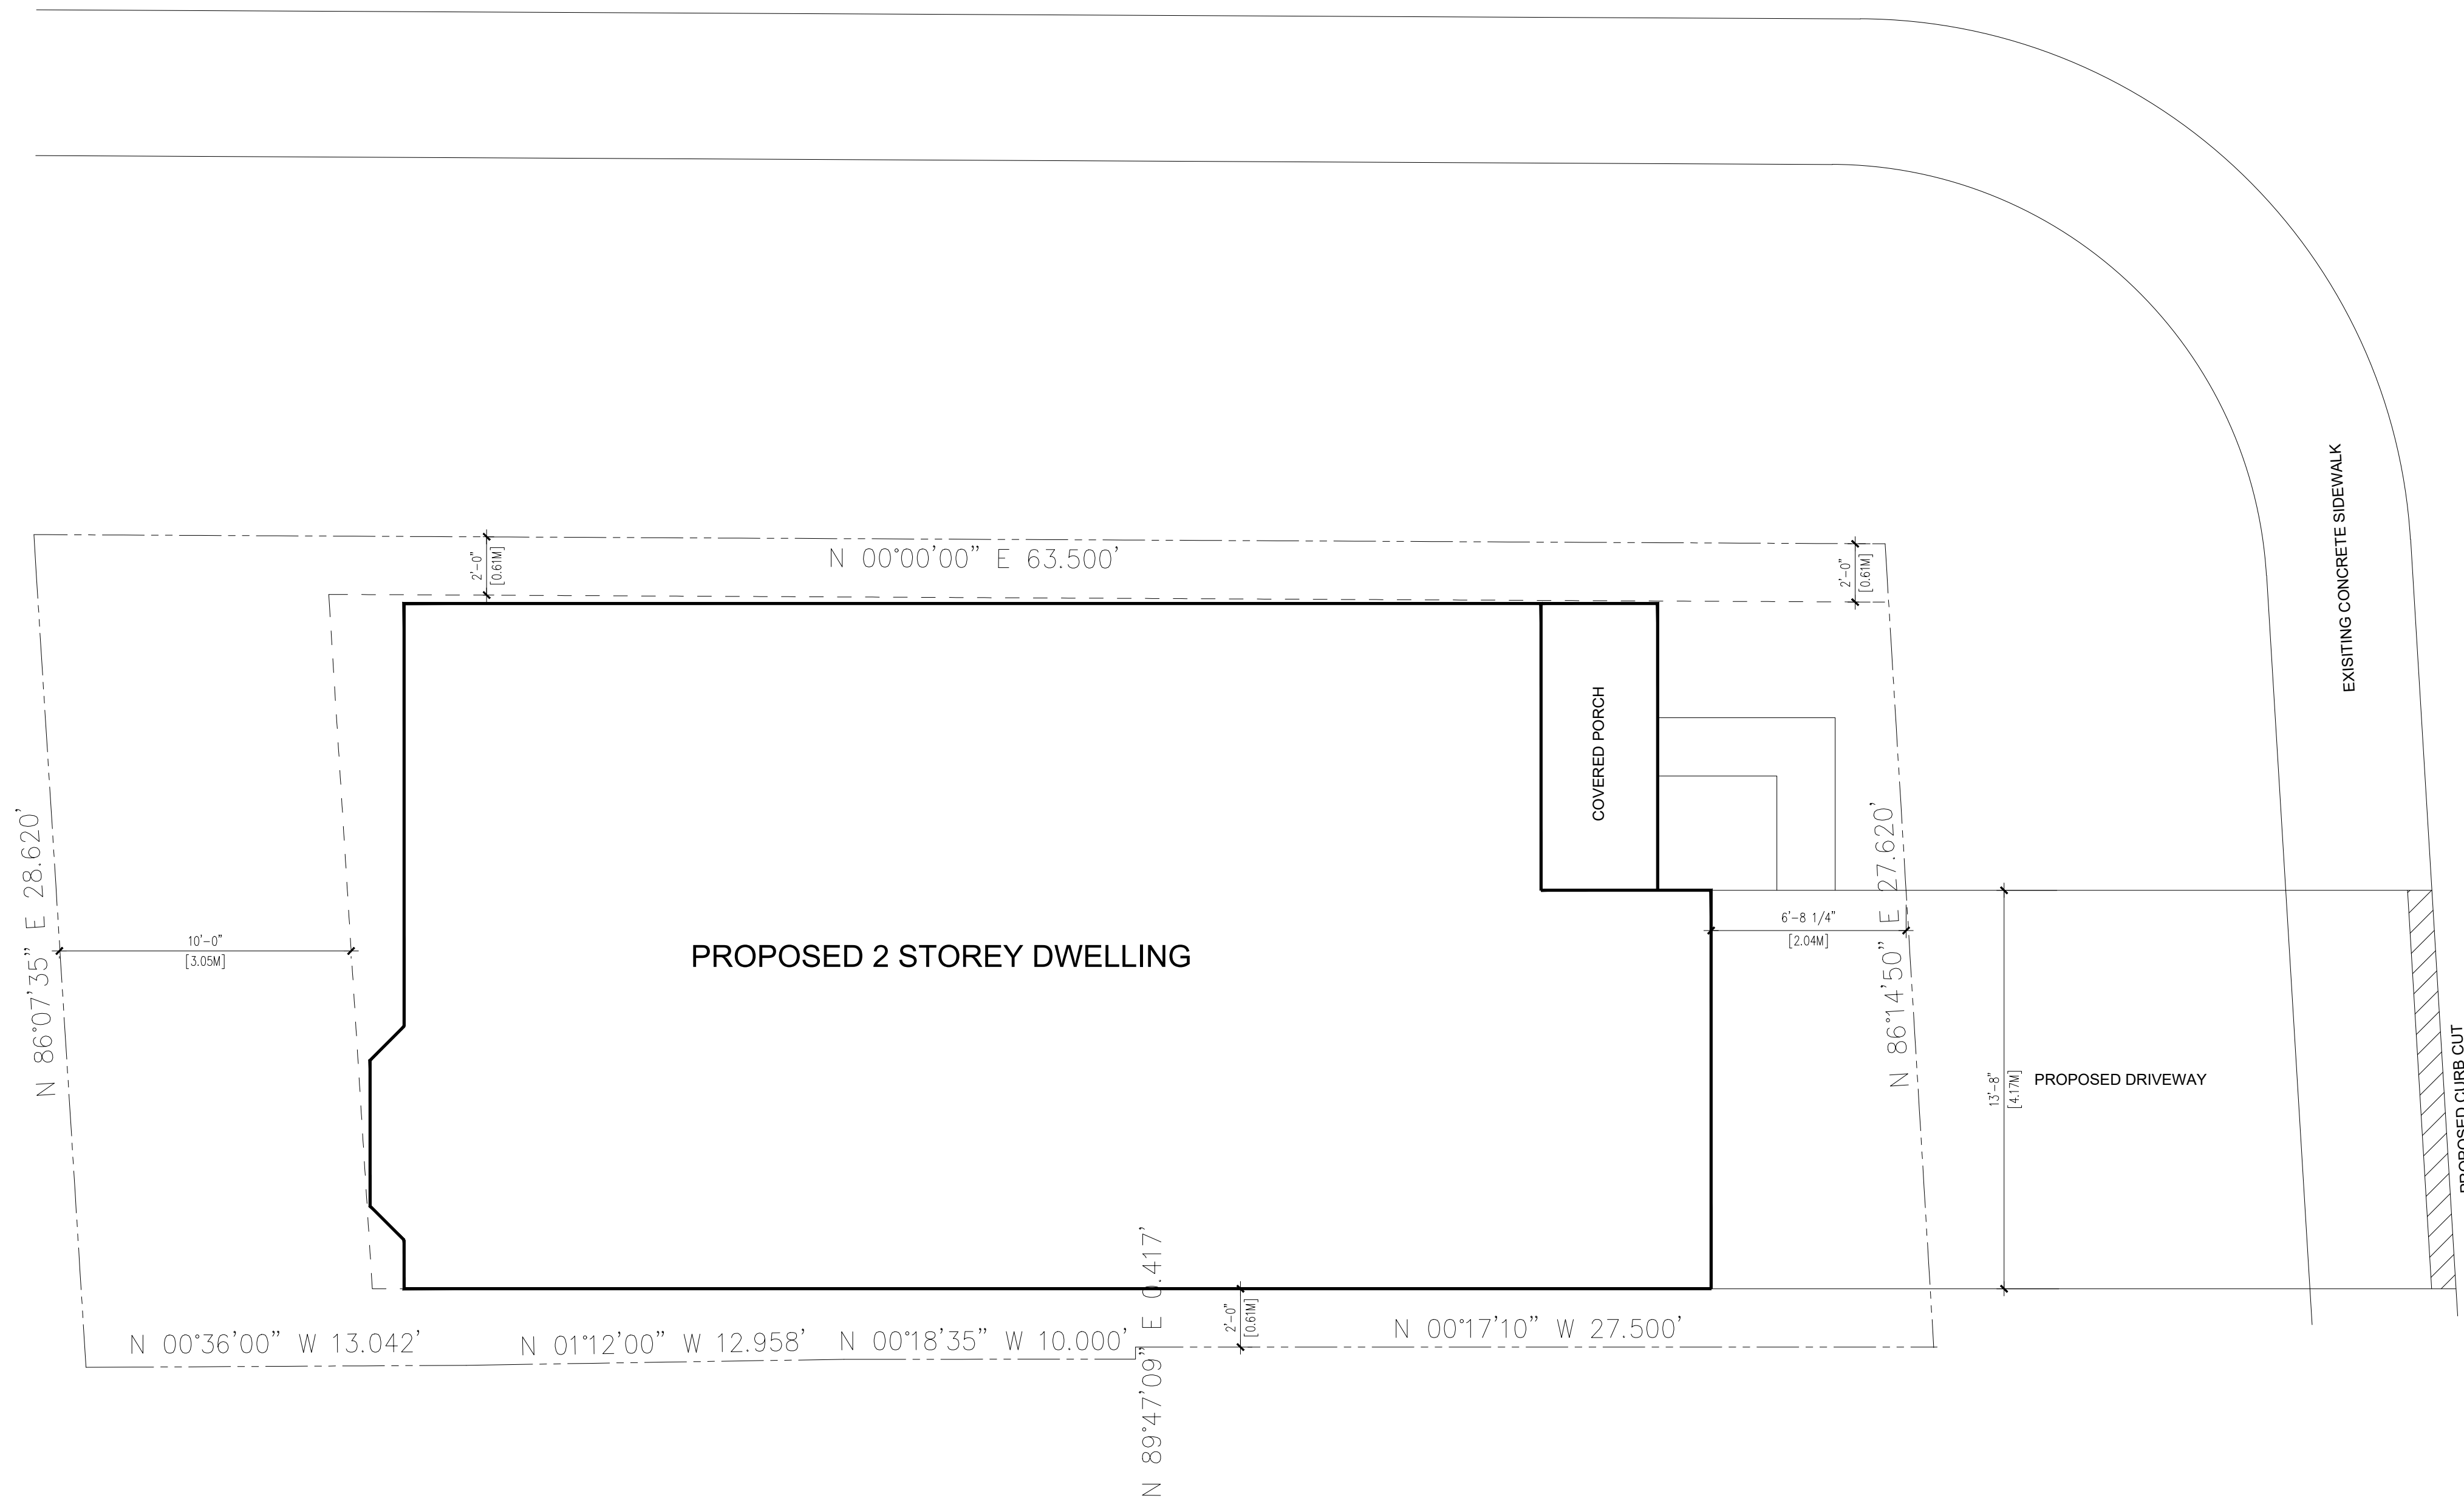 2'-0"
[0.61M]
N 00°00'00" E 63.500'
2'-0"
[0.61M]
EXISITING CONCRETE SIDEWALK
COVERED PORCH
N 86°07'35" E 28.620'
10'-0"
[3.05M]
PROPOSED 2 STOREY DWELLING
6'-8 1/4"
[2.04M]
N 86°14'50" E 27.620'
13'-8"
[4.17M]
PROPOSED DRIVEWAY
PROPOSED CURB CUT
N 00°36'00" W 13.042'
N 01°12'00" W 12.958'
N 00°18'35" W 10.000'
N 89°47'09" E 0.417'
2'-0"
[0.61M]
N 00°17'10" W 27.500'